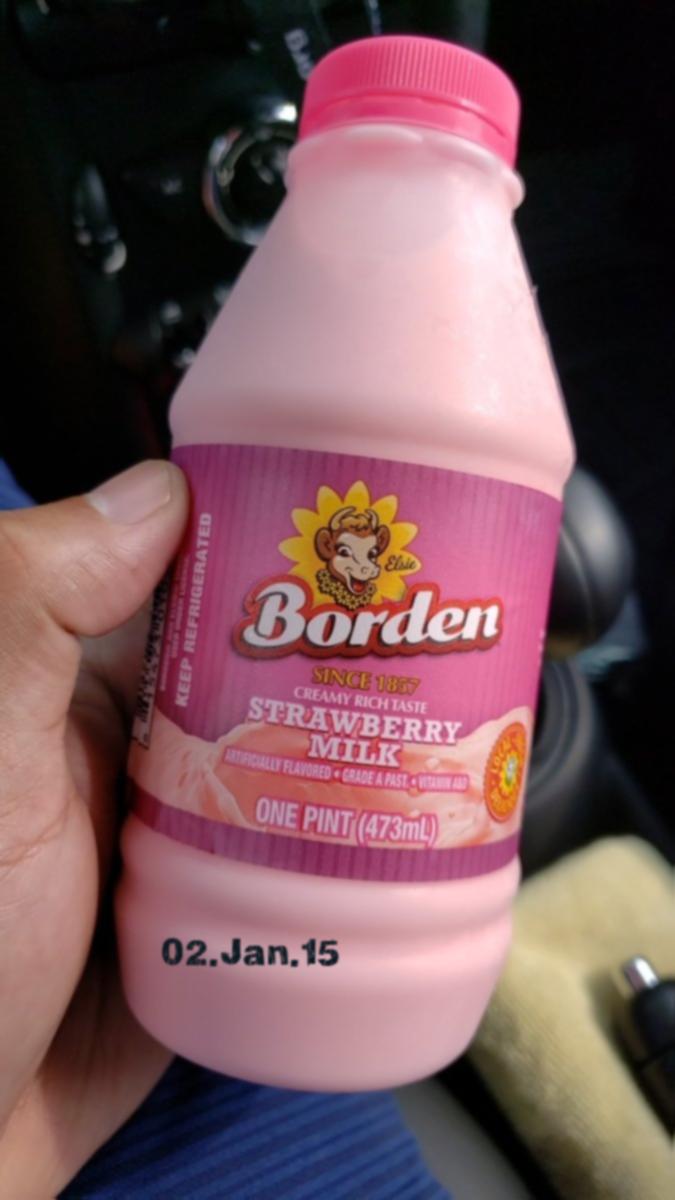 Elsie
Borden
SINCE 1857
CREAMY RICH TASTE
STRAWBERRY
MILK
ARTIFICIALLY FLAVORED • GRADE A PAST. • VITAMIN A&D
ONE PINT (473mL)
KEEP REFRIGERATED
02.Jan.15